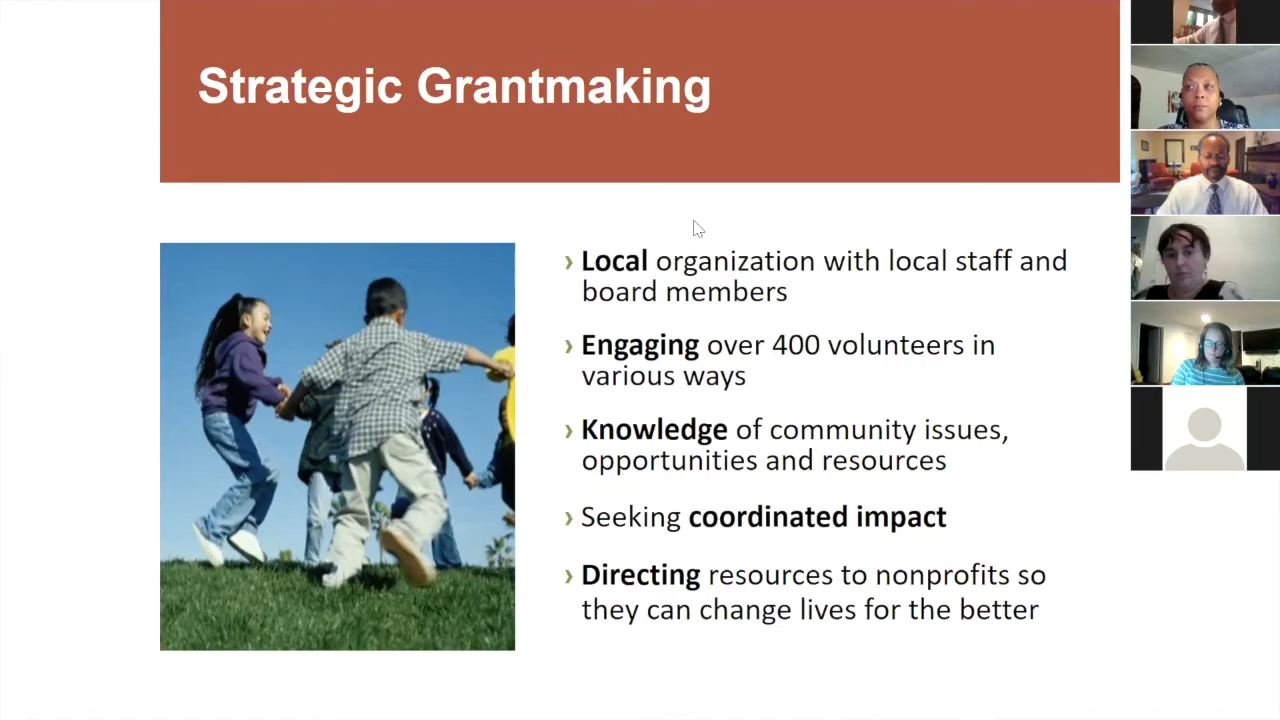 Strategic Grantmaking
› Local organization with local staff and
board members
› Engaging over 400 volunteers in
various ways
› Knowledge of community issues,
opportunities and resources
› Seeking coordinated impact
› Directing resources to nonprofits so
they can change lives for the better